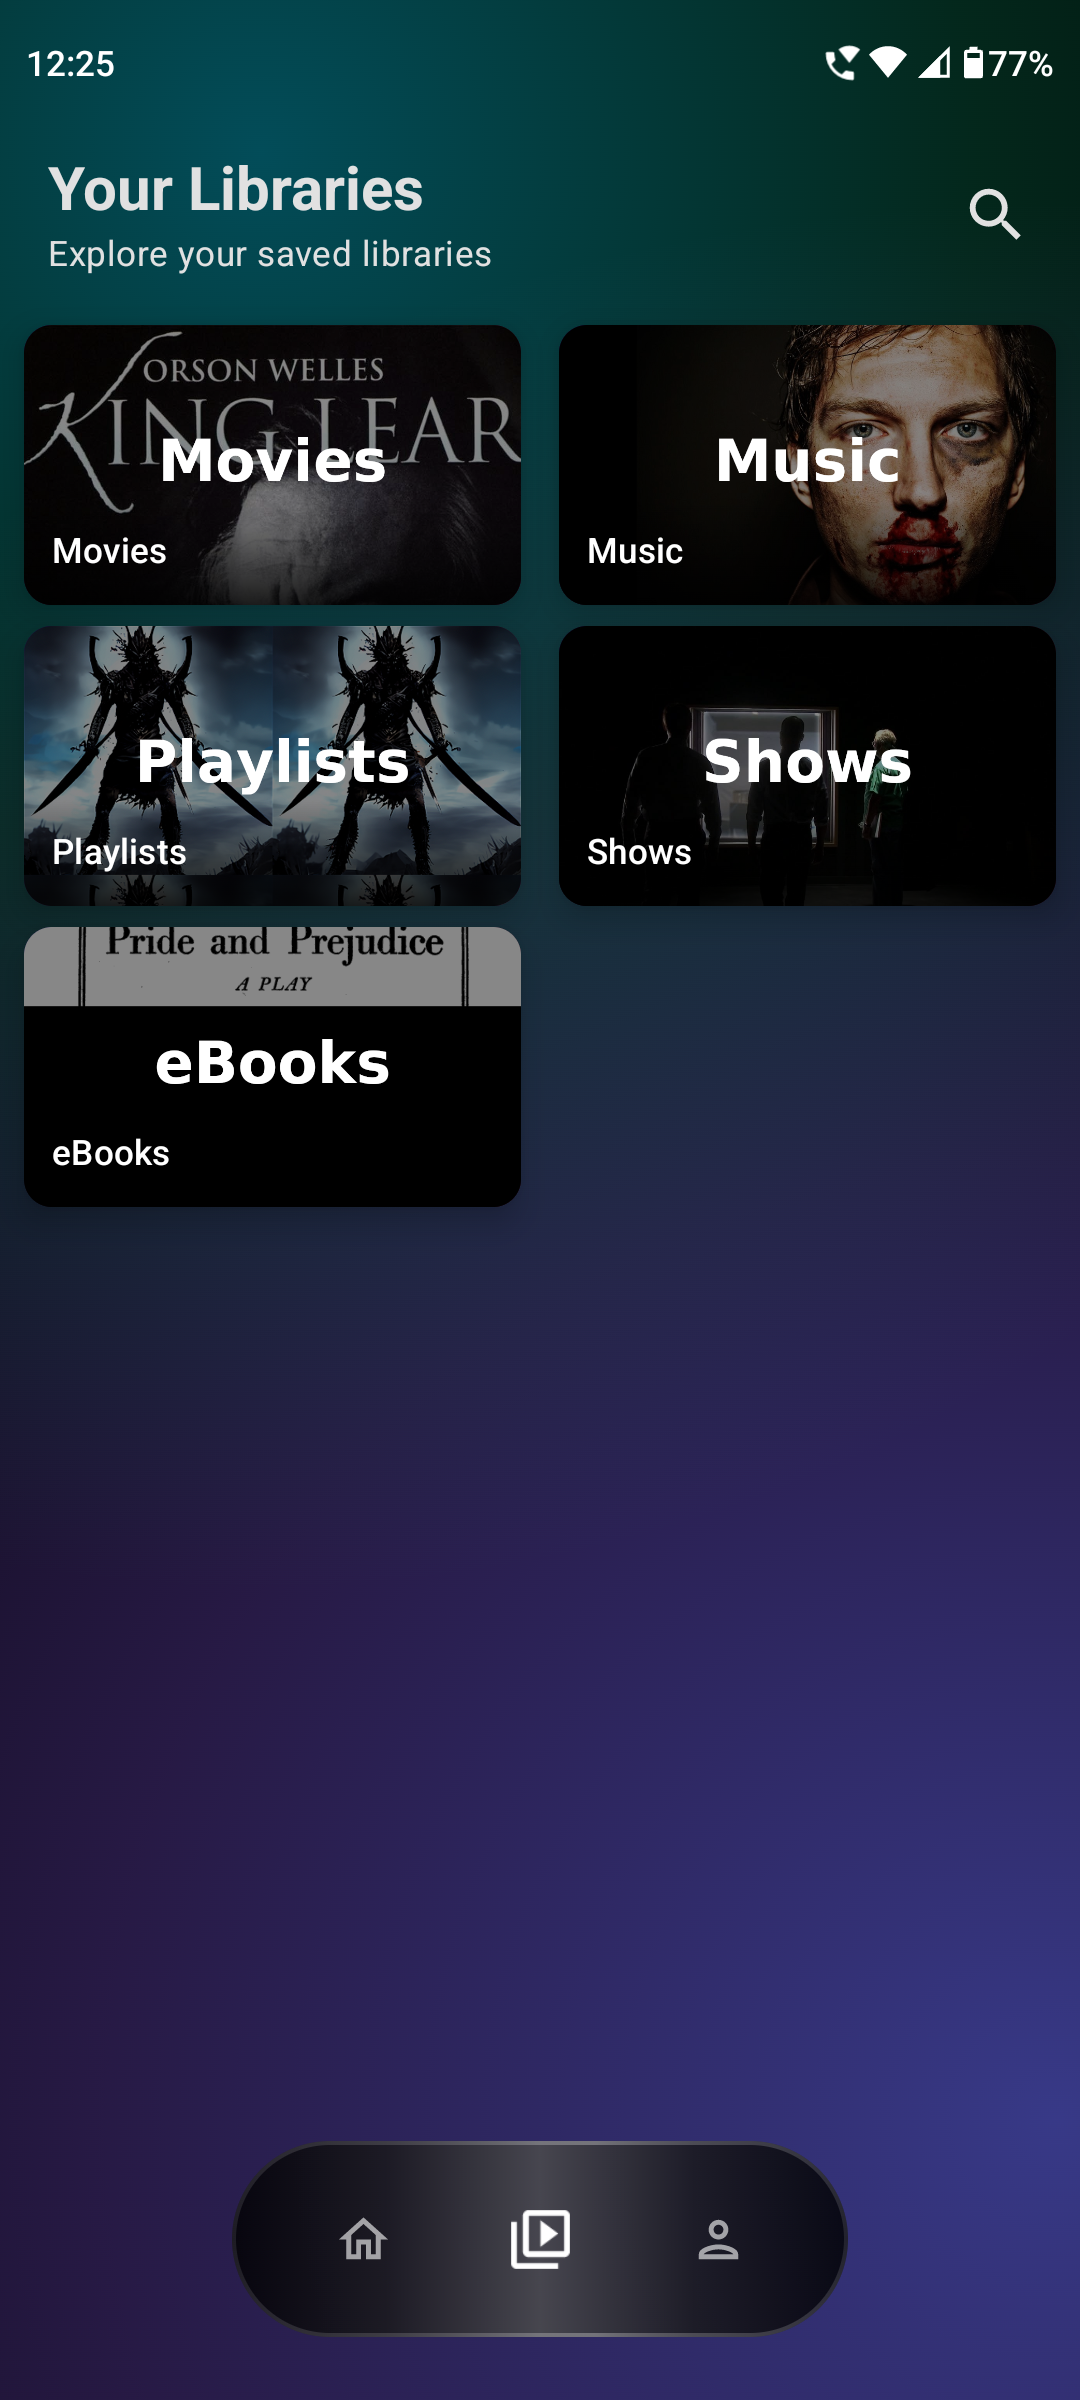 12:25
77%
Your Libraries
Explore your saved libraries
ORSON WELLES
KING LEAR
Movies
Movies
Music
Music
Playlists
Playlists
Shows
Shows
Pride and Prejudice
A PLAY
eBooks
eBooks